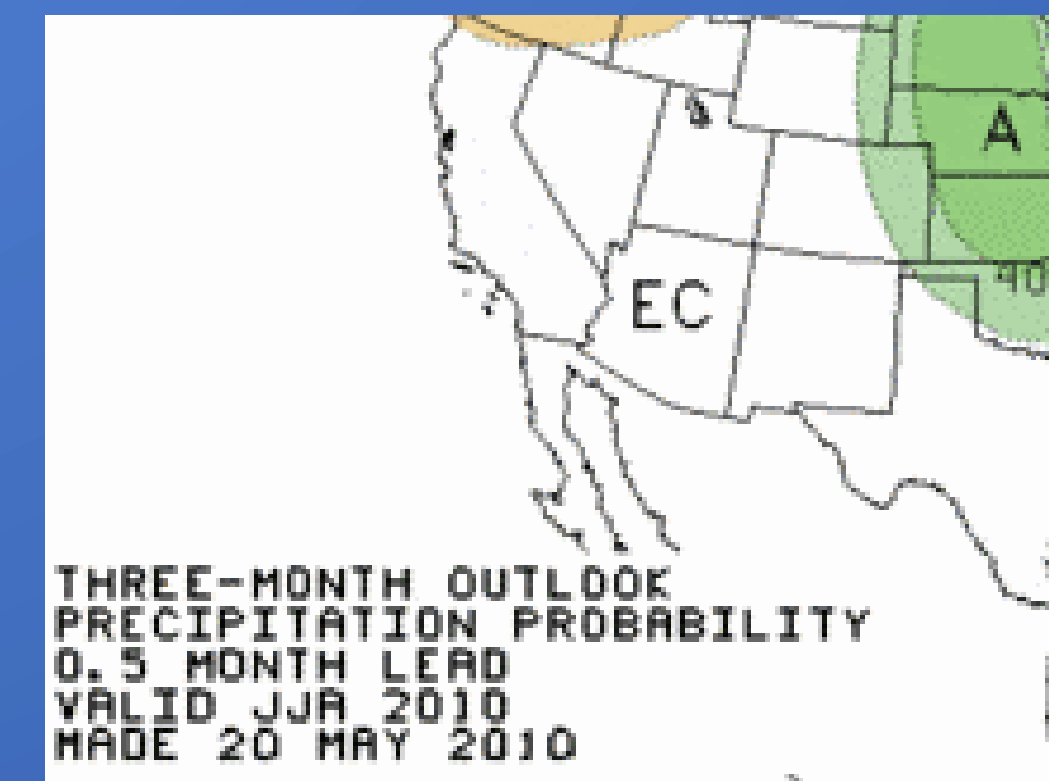 A
40
EC
THREE-MONTH OUTLOOK
PRECIPITATION PROBABILITY
0.5 MONTH LEAD
VALID JJA 2010
MADE 20 MAY 2010